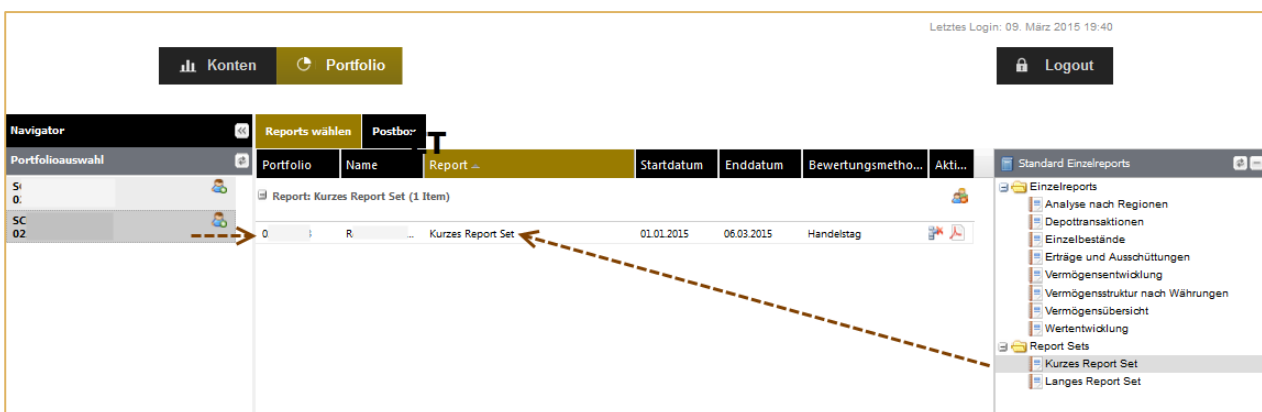 Letztes Login: 09. März 2015 19:40
Konten Portfolio Logout
Navigator Reports wählen
Portfolioauswahl Portfolio Name Report Startdatum Enddatum Bewertungsmetho... Akti... Standard Einzelreports
Report: Kurzes Report Set (1 Item)
SC
02
0 R ... Kurzes Report Set 01.01.2015 06.03.2015 Handelstag
Einzelreports
Analyse nach Regionen
Depottransaktionen
Einzelbestände
Erträge und Ausschüttungen
Vermögensentwicklung
Vermögensstruktur nach Währungen
Vermögensübersicht
Wertentwicklung
Report Sets
Kurzes Report Set
Langes Report Set